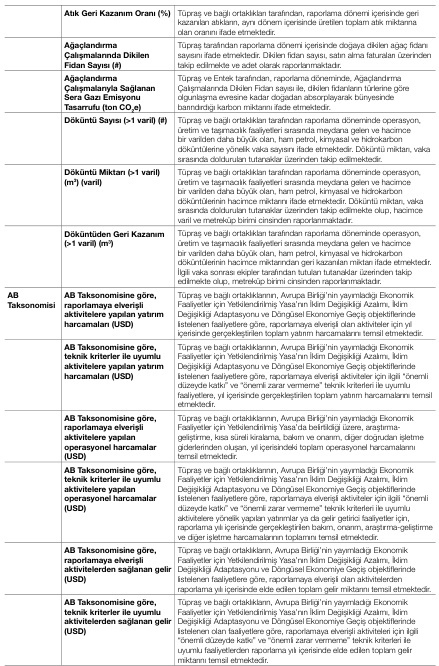 Atık Geri Kazanım Oranı (%)
Tüpraş ve bağlı ortaklıkları tarafından, raporlama dönemi içerisinde geri
kazanılan atıkların, aynı dönem içerisinde üretilen toplam atık miktarına
olan oranını ifade etmektedir.
Ağaçlandırma
Çalışmalarında Dikilen
Fidan Sayısı (#)
Tüpraş tarafından raporlama dönemi içerisinde doğaya dikilen ağaç fidanı
sayısını ifade etmektedir. Dikilen fidan sayısı, satın alma faturaları üzerinden
takip edilmekte ve adet olarak raporlanmaktadır.
Ağaçlandırma
Çalışmalarıyla Sağlanan
Sera Gazı Emisyonu
Tasarrufu (ton CO₂e)
Tüpraş ve Entek tarafından, raporlama döneminde, Ağaçlandırma
Çalışmalarında Dikilen Fidan Sayısı ile, dikilen fidanların türlerine göre
olgunlaşma evresine kadar doğadan absorplayarak bünyesinde
barındırdığı karbon miktarını ifade etmektedir.
Döküntü Sayısı (>1 varil) (#)
Tüpraş ve bağlı ortaklıkları tarafından raporlama döneminde operasyon,
üretim ve taşımacılık faaliyetleri sırasında meydana gelen ve hacimce
bir varilden daha büyük olan, ham petrol, kimyasal ve hidrokarbon
döküntülerine yönelik vaka sayısını ifade etmektedir. Döküntü miktarı, vaka
sırasında doldurulan tutanaklar üzerinden takip edilmektedir.
Döküntü Miktarı (>1 varil)
(m³) (varil)
Tüpraş ve bağlı ortaklıkları tarafından raporlama döneminde operasyon,
üretim ve taşımacılık faaliyetleri sırasında meydana gelen ve hacimce
bir varilden daha büyük olan, ham petrol, kimyasal ve hidrokarbon
döküntülerinin hacimce miktarını ifade etmektedir. Döküntü miktarı, vaka
sırasında doldurulan tutanaklar üzerinden takip edilmekte olup, hacimce
varil ve metreküp birimi cinsinden raporlanmaktadır.
Döküntüden Geri Kazanım
(>1 varil) (m³)
Tüpraş ve bağlı ortaklıkları tarafından raporlama döneminde operasyon,
üretim ve taşımacılık faaliyetleri sırasında meydana gelen ve hacimce
bir varilden daha büyük olan, ham petrol, kimyasal ve hidrokarbon
döküntülerinin hacimce miktarından geri kazanılan miktarı ifade etmektedir.
İlgili vaka sonrası ekipler tarafından tutulan tutanaklar üzerinden takip
edilmekte olup, metreküp birimi cinsinden raporlanmaktadır.
AB
Taksonomisi
AB Taksonomisine göre,
raporlamaya elverişli
aktivitelere yapılan yatırım
harcamaları (USD)
Tüpraş ve bağlı ortaklıklarının, Avrupa Birliği'nin yayımladığı Ekonomik
Faaliyetler için Yetkilendirilmiş Yasa'nın İklim Değişikliği Azalımı, İklim
Değişikliği Adaptasyonu ve Döngüsel Ekonomiye Geçiş objektiflerinde
listelenen faaliyetlere göre, raporlamaya elverişli olan aktiviteler için yıl
içerisinde gerçekleştirilen toplam yatırım harcamalarını temsil etmektedir.
AB Taksonomisine göre,
teknik kriterler ile uyumlu
aktivitelere yapılan yatırım
harcamaları (USD)
Tüpraş ve bağlı ortaklıklarının, Avrupa Birliği'nin yayımladığı Ekonomik
Faaliyetler için Yetkilendirilmiş Yasa'nın İklim Değişikliği Azalımı, İklim
Değişikliği Adaptasyonu ve Döngüsel Ekonomiye Geçiş objektiflerinde
listelenen faaliyetlere göre, raporlamaya elverişli aktiviteler için ilgili "önemli
düzeyde katkı" ve "önemli zarar vermeme" teknik kriterleri ile uyumlu
faaliyetlere, yıl içerisinde gerçekleştirilen toplam yatırım harcamalarını temsil
etmektedir.
AB Taksonomisine göre,
raporlamaya elverişli
aktivitelere yapılan
operasyonel harcamalar
(USD)
Tüpraş ve bağlı ortaklıklarının, Avrupa Birliği'nin yayımladığı Ekonomik
Faaliyetler için Yetkilendirilmiş Yasa'da belirtildiği üzere, araştırma-
geliştirme, kısa süreli kiralama, bakım ve onarım, diğer doğrudan işletme
giderlerinden oluşan, yıl içerisindeki toplam operasyonel harcamalarını
temsil etmektedir.
AB Taksonomisine göre,
teknik kriterler ile uyumlu
aktivitelere yapılan
operasyonel harcamalar
(USD)
Tüpraş ve bağlı ortaklıklarının, Avrupa Birliği'nin yayımladığı Ekonomik
Faaliyetler için Yetkilendirilmiş Yasa'nın İklim Değişikliği Azalımı, İklim
Değişikliği Adaptasyonu ve Döngüsel Ekonomiye Geçiş objektiflerinde
listelenen faaliyetlere göre, raporlamaya elverişli aktiviteler için ilgili "önemli
düzeyde katkı" ve "önemli zarar vermeme" teknik kriterleri ile uyumlu
aktivitelere yönelik yapılan yatırımlar ya da gelir getirici faaliyetler için,
raporlama yılı içerisinde gerçekleştirilen bakım, onarım, araştırma-geliştirme
ve diğer işletme harcamalarının toplamını temsil etmektedir.
AB Taksonomisine göre,
raporlamaya elverişli
aktivitelerden sağlanan gelir
(USD)
Tüpraş ve bağlı ortaklıkların, Avrupa Birliği'nin yayımladığı Ekonomik
Faaliyetler için Yetkilendirilmiş Yasa'nın İklim Değişikliği Azalımı, İklim
Değişikliği Adaptasyonu ve Döngüsel Ekonomiye Geçiş objektiflerinde
listelenen faaliyetlere göre, raporlamaya elverişli olan aktivitelerden
raporlama yılı içerisinde elde edilen toplam gelir miktarını temsil etmektedir.
AB Taksonomisine göre,
teknik kriterler ile uyumlu
aktivitelerden sağlanan gelir
(USD)
Tüpraş ve bağlı ortaklıklarının, Avrupa Birliği'nin yayımladığı Ekonomik
Faaliyetler için Yetkilendirilmiş Yasa'nın İklim Değişikliği Azalımı, İklim
Değişikliği Adaptasyonu ve Döngüsel Ekonomiye Geçiş objektiflerinde
listelenen olan faaliyetlere göre, raporlamaya elverişli aktiviteleri için ilgili
"önemli düzeyde katkı" ve "önemli zarar vermeme" teknik kriterleri ile
uyumlu faaliyetlerden raporlama yılı içerisinde elde edilen toplam gelir
miktarını temsil etmektedir.